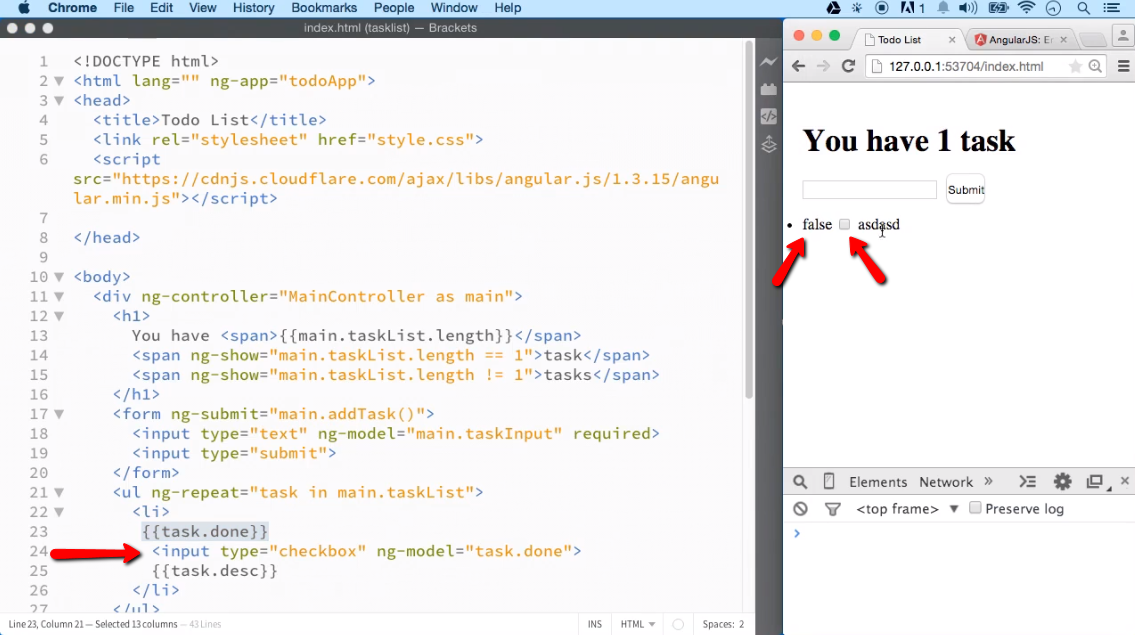 Chrome File Edit View History Bookmarks People Window Help 1
index.html (tasklist) — Brackets
1 <!DOCTYPE html>
2 <html lang="" ng-app="todoApp">
3 <head>
4 <title>Todo List</title>
5 <link rel="stylesheet" href="style.css">
6 <script
src="https://cdnjs.cloudflare.com/ajax/libs/angular.js/1.3.15/angu
lar.min.js"></script>
7
8 </head>
9
10 <body>
11 <div ng-controller="MainController as main">
12 <h1>
13 You have <span>{{main.taskList.length}}</span>
14 <span ng-show="main.taskList.length == 1">task</span>
15 <span ng-show="main.taskList.length != 1">tasks</span>
16 </h1>
17 <form ng-submit="main.addTask()">
18 <input type="text" ng-model="main.taskInput" required>
19 <input type="submit">
20 </form>
21 <ul ng-repeat="task in main.taskList">
22 <li>
23 {{task.done}}
24 <input type="checkbox" ng-model="task.done">
25 {{task.desc}}
26 </li>
27 </ul>
Line 23, Column 21 — Selected 13 columns — 43 Lines
INS HTML Spaces: 2
Todo List
AngularJS: Er
127.0.0.1:53704/index.html
You have 1 task
Submit
• false asdasd
Elements Network »
<top frame> Preserve log